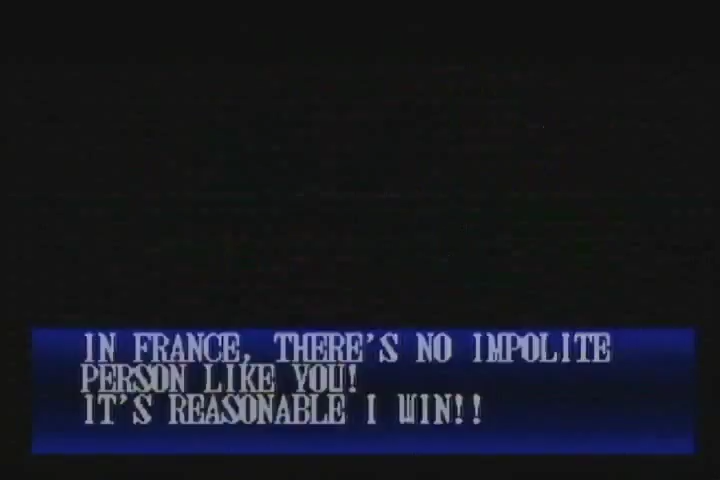 IN FRANCE, THERE'S NO IMPOLITE
PERSON LIKE YOU!
IT'S REASONABLE I WIN!!